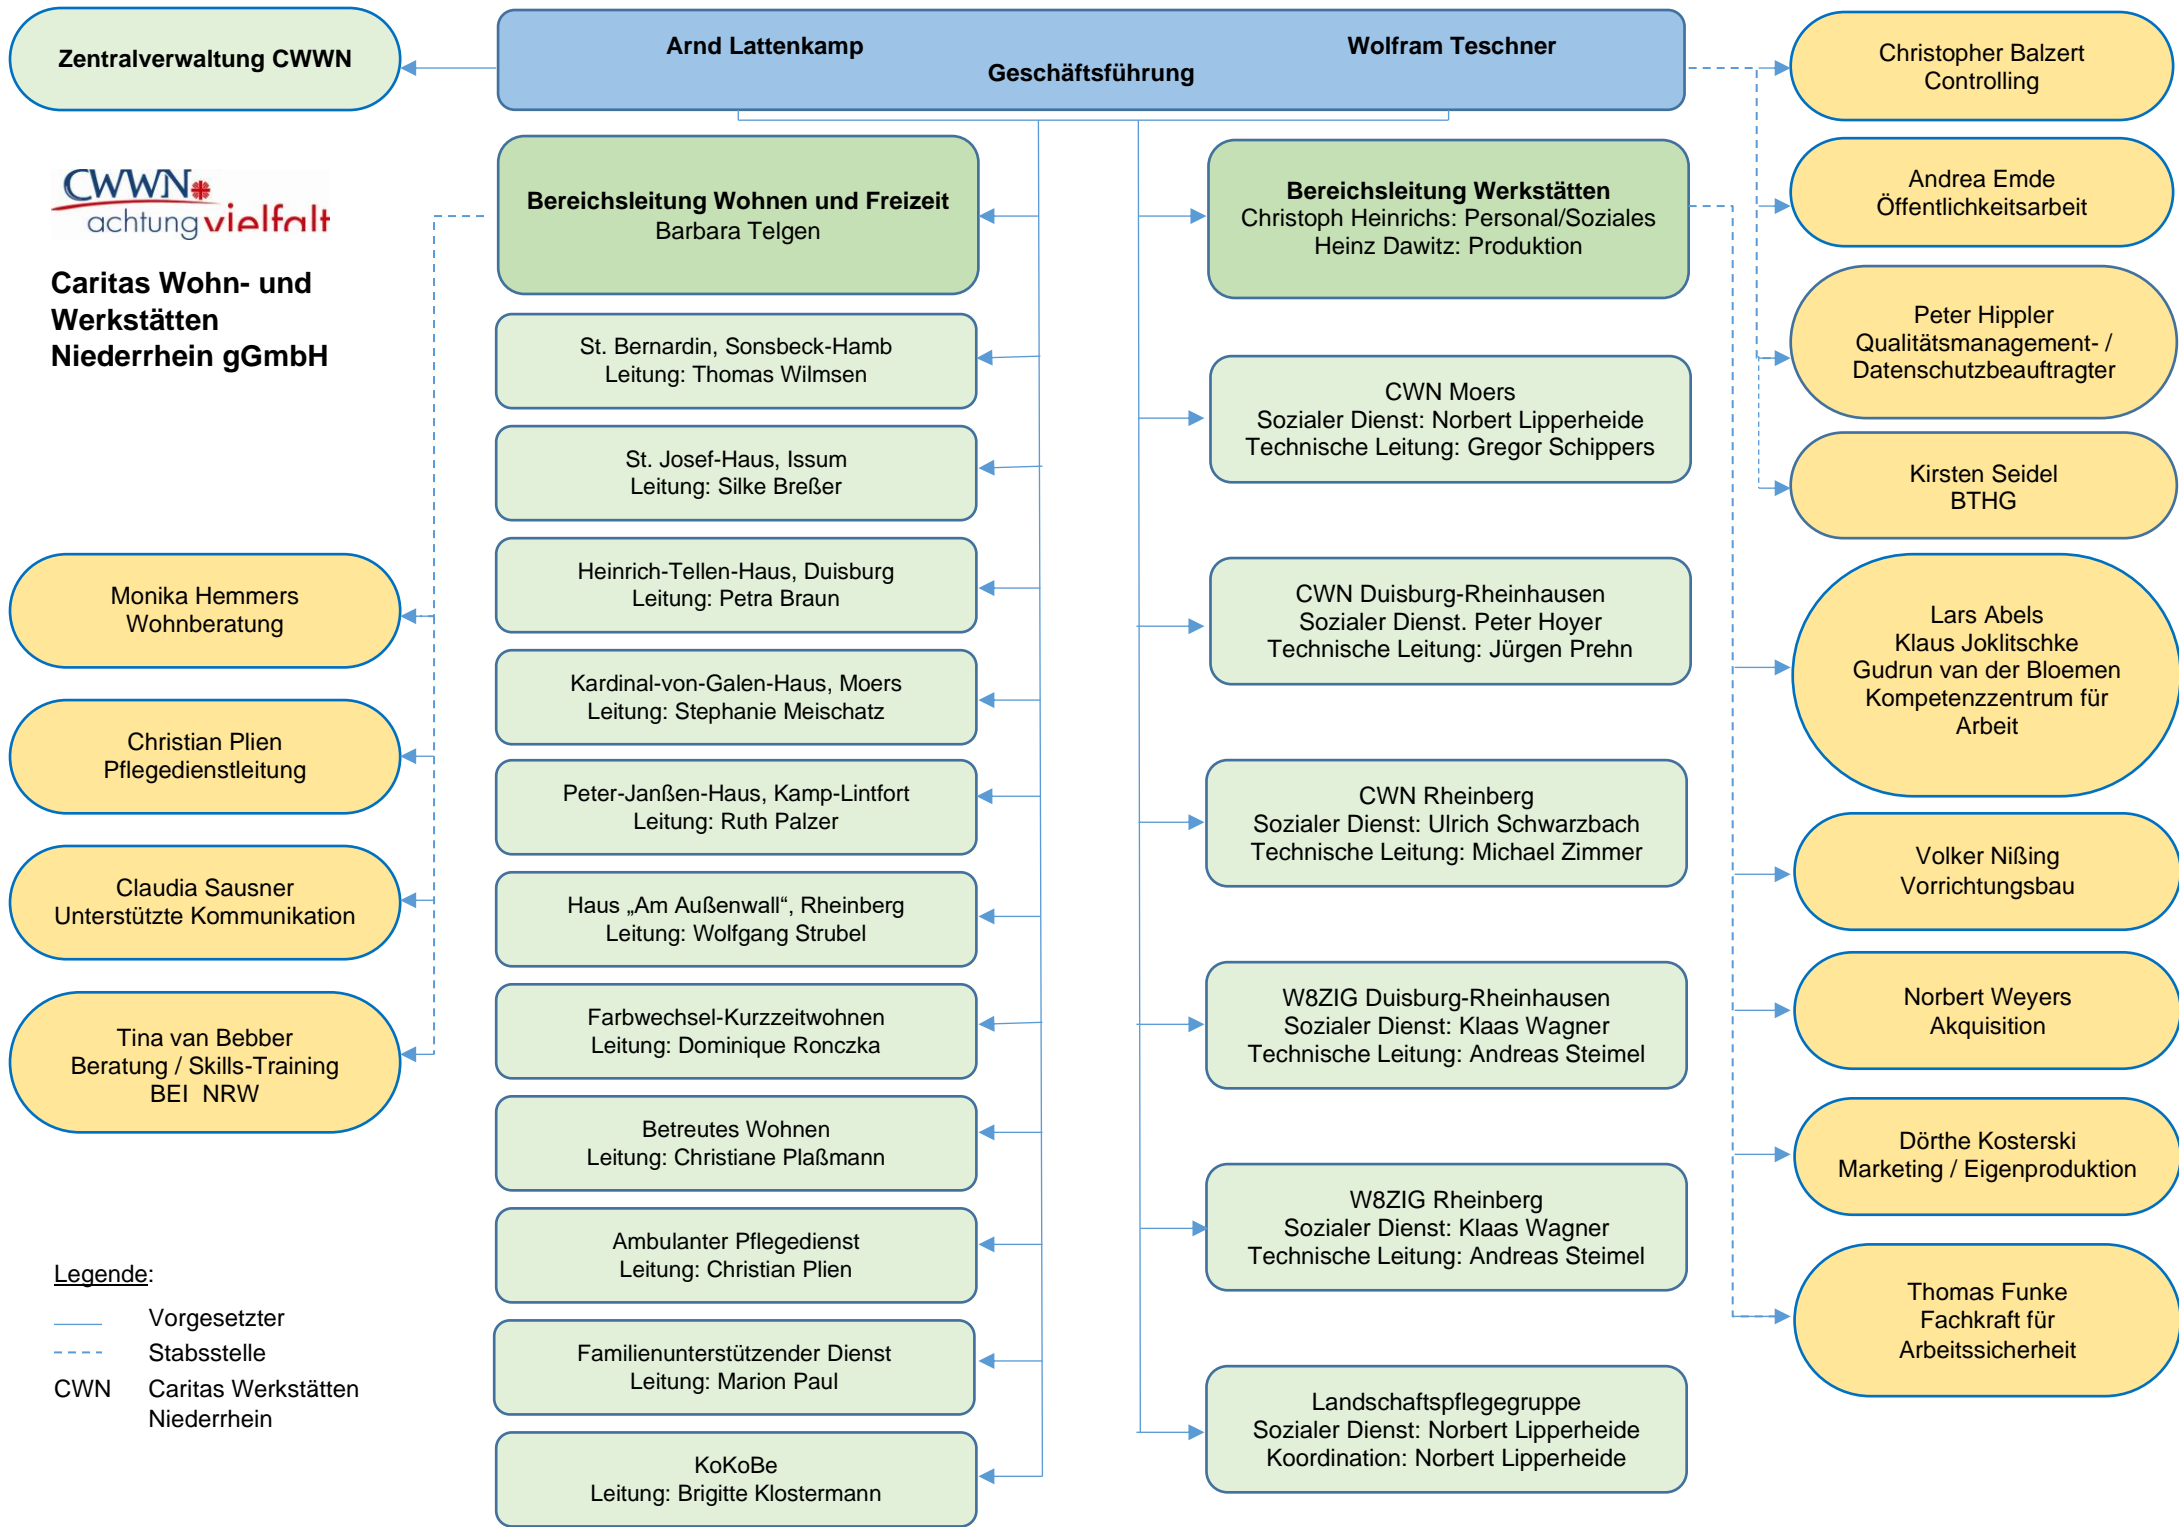 Zentralverwaltung CWWN
Arnd Lattenkamp
Wolfram Teschner
Geschäftsführung
CWWN
achtung vielfalt
Caritas Wohn- und
Werkstätten
Niederrhein gGmbH
Monika Hemmers
Wohnberatung
Christian Plien
Pflegedienstleitung
Claudia Sausner
Unterstützte Kommunikation
Tina van Bebber
Beratung / Skills-Training
BEI NRW
Legende:
Vorgesetzter
Stabsstelle
CWN Caritas Werkstätten
Niederrhein
Bereichsleitung Wohnen und Freizeit
Barbara Telgen
St. Bernardin, Sonsbeck-Hamb
Leitung: Thomas Wilmsen
St. Josef-Haus, Issum
Leitung: Silke Breßer
Heinrich-Tellen-Haus, Duisburg
Leitung: Petra Braun
Kardinal-von-Galen-Haus, Moers
Leitung: Stephanie Meischatz
Peter-Janßen-Haus, Kamp-Lintfort
Leitung: Ruth Palzer
Haus „Am Außenwall“, Rheinberg
Leitung: Wolfgang Strubel
Farbwechsel-Kurzzeitwohnen
Leitung: Dominique Ronczka
Betreutes Wohnen
Leitung: Christiane Plaßmann
Ambulanter Pflegedienst
Leitung: Christian Plien
Familienunterstützender Dienst
Leitung: Marion Paul
KoKoBe
Leitung: Brigitte Klostermann
Bereichsleitung Werkstätten
Christoph Heinrichs: Personal/Soziales
Heinz Dawitz: Produktion
CWN Moers
Sozialer Dienst: Norbert Lipperheide
Technische Leitung: Gregor Schippers
CWN Duisburg-Rheinhausen
Sozialer Dienst. Peter Hoyer
Technische Leitung: Jürgen Prehn
CWN Rheinberg
Sozialer Dienst: Ulrich Schwarzbach
Technische Leitung: Michael Zimmer
W8ZIG Duisburg-Rheinhausen
Sozialer Dienst: Klaas Wagner
Technische Leitung: Andreas Steimel
W8ZIG Rheinberg
Sozialer Dienst: Klaas Wagner
Technische Leitung: Andreas Steimel
Landschaftspflegegruppe
Sozialer Dienst: Norbert Lipperheide
Koordination: Norbert Lipperheide
Christopher Balzert
Controlling
Andrea Emde
Öffentlichkeitsarbeit
Peter Hippler
Qualitätsmanagement- /
Datenschutzbeauftragter
Kirsten Seidel
BTHG
Lars Abels
Klaus Joklitschke
Gudrun van der Bloemen
Kompetenzzentrum für
Arbeit
Volker Nißing
Vorrichtungsbau
Norbert Weyers
Akquisition
Dörthe Kosterski
Marketing / Eigenproduktion
Thomas Funke
Fachkraft für
Arbeitssicherheit